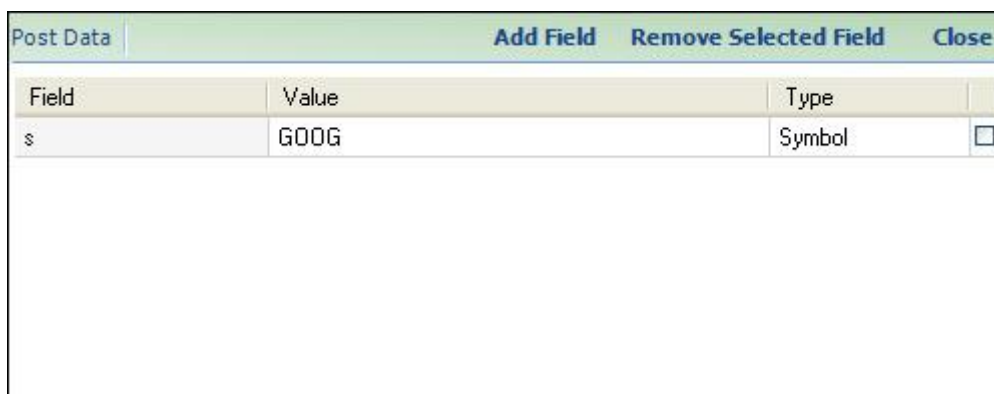 Post Data Add Field Remove Selected Field Close
Field Value Type
s GOOG Symbol